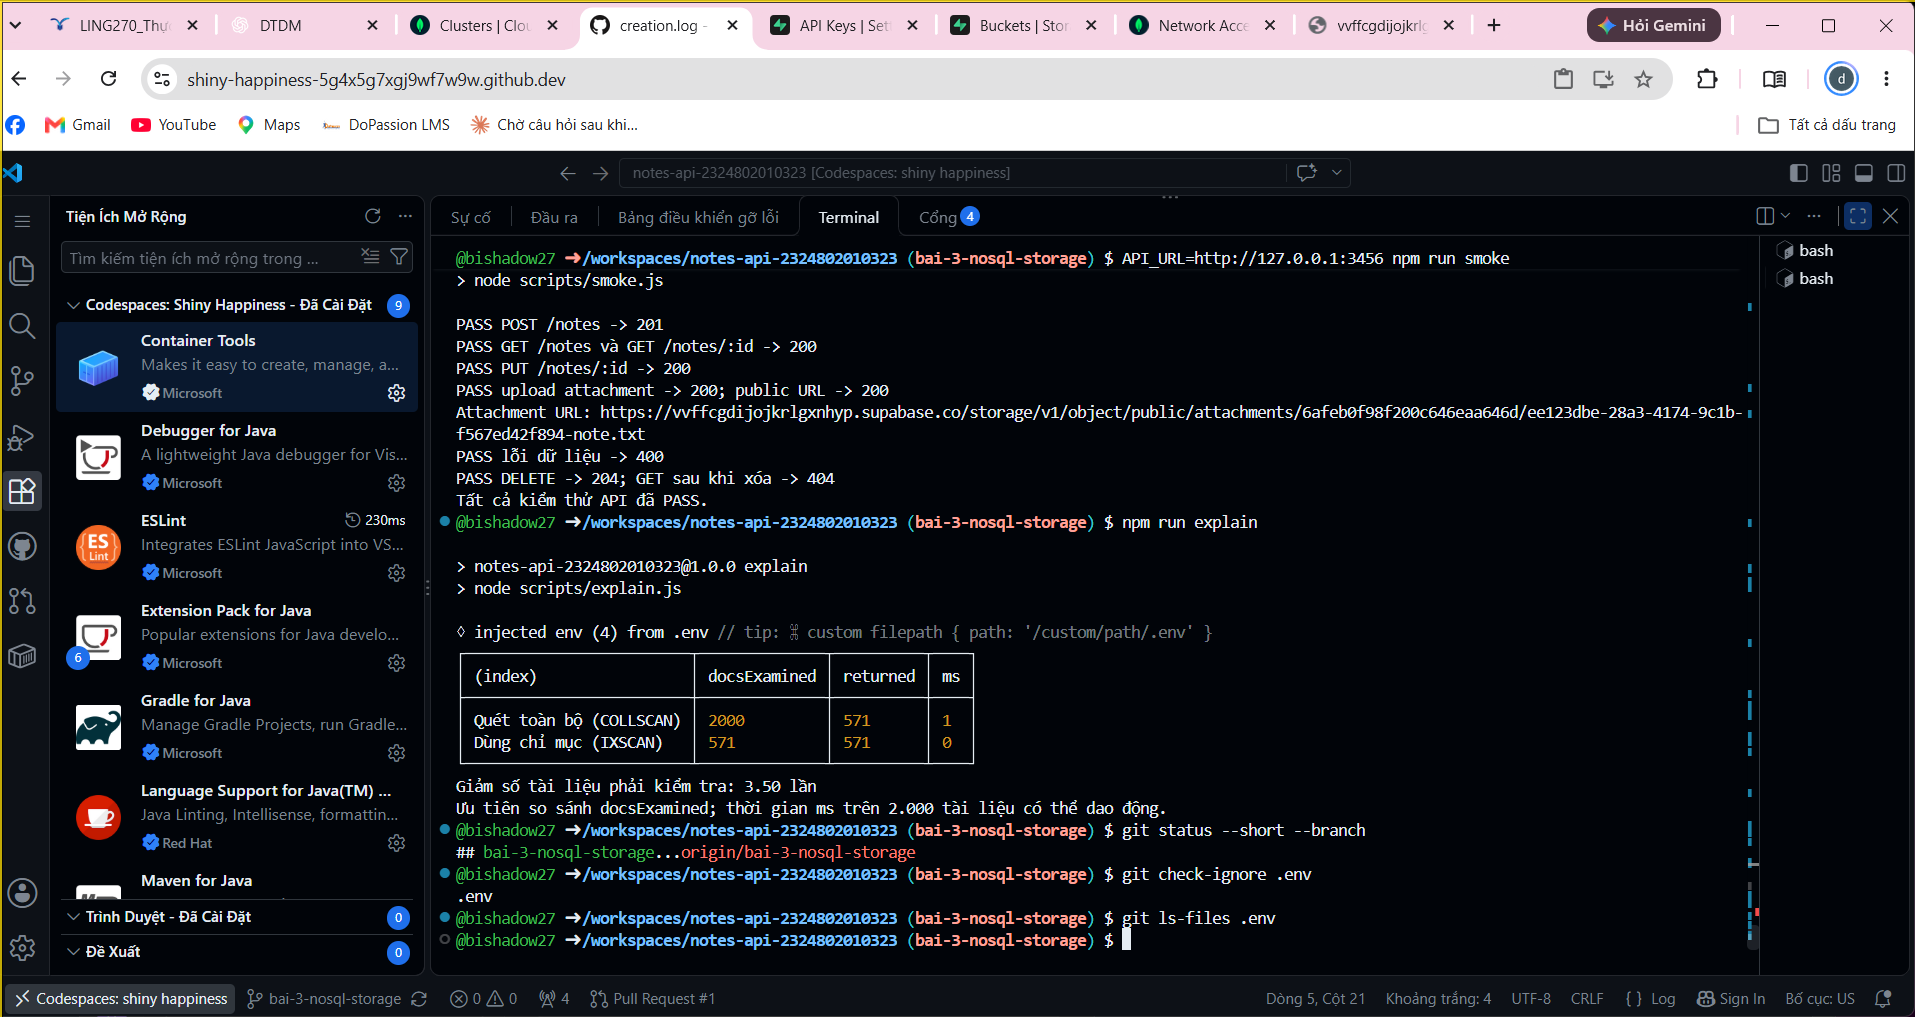 LING270_Thự
DTDM
Clusters | Clou
creation.log -
API Keys | Sett
Buckets | Stor
Network Acce
vvffcgdijojkrlg
Hỏi Gemini
shiny-happiness-5g4x5g7xgj9wf7w9w.github.dev
d
Gmail
YouTube
Maps
DoPassion LMS
Chờ câu hỏi sau khi...
Tất cả dấu trang
notes-api-2324802010323 [Codespaces: shiny happiness]
Tiện Ích Mở Rộng
Tìm kiếm tiện ích mở rộng trong ...
Codespaces: Shiny Happiness - Đã Cài Đặt 9
Container Tools
Makes it easy to create, manage, a...
Microsoft
Debugger for Java
A lightweight Java debugger for Vis...
Microsoft
ESLint 230ms
Integrates ESLint JavaScript into VS...
Microsoft
Extension Pack for Java
Popular extensions for Java develo...
6 Microsoft
Gradle for Java
Manage Gradle Projects, run Gradle...
Microsoft
Language Support for Java(TM) ...
Java Linting, Intellisense, formattin...
Red Hat
Maven for Java
Trình Duyệt - Đã Cài Đặt 0
Đề Xuất 0
Sự cố
Đầu ra
Bảng điều khiển gỡ lỗi
Terminal
Cổng 4
bash
bash
@bishadow27 ➜/workspaces/notes-api-2324802010323 (bai-3-nosql-storage) $ API_URL=http://127.0.0.1:3456 npm run smoke
> node scripts/smoke.js
PASS POST /notes -> 201
PASS GET /notes và GET /notes/:id -> 200
PASS PUT /notes/:id -> 200
PASS upload attachment -> 200; public URL -> 200
Attachment URL: https://vvffcgdijojkrlgxnhyp.supabase.co/storage/v1/object/public/attachments/6afeb0f98f200c646eaa646d/ee123dbe-28a3-4174-9c1b-
f567ed42f894-note.txt
PASS lỗi dữ liệu -> 400
PASS DELETE -> 204; GET sau khi xóa -> 404
Tất cả kiểm thử API đã PASS.
@bishadow27 ➜/workspaces/notes-api-2324802010323 (bai-3-nosql-storage) $ npm run explain
> notes-api-2324802010323@1.0.0 explain
> node scripts/explain.js
◊ injected env (4) from .env // tip: ⌘ custom filepath { path: '/custom/path/.env' }
(index) docsExamined returned ms
Quét toàn bộ (COLLSCAN) 2000 571 1
Dùng chỉ mục (IXSCAN) 571 571 0
Giảm số tài liệu phải kiểm tra: 3.50 lần
Ưu tiên so sánh docsExamined; thời gian ms trên 2.000 tài liệu có thể dao động.
@bishadow27 ➜/workspaces/notes-api-2324802010323 (bai-3-nosql-storage) $ git status --short --branch
## bai-3-nosql-storage...origin/bai-3-nosql-storage
@bishadow27 ➜/workspaces/notes-api-2324802010323 (bai-3-nosql-storage) $ git check-ignore .env
.env
@bishadow27 ➜/workspaces/notes-api-2324802010323 (bai-3-nosql-storage) $ git ls-files .env
@bishadow27 ➜/workspaces/notes-api-2324802010323 (bai-3-nosql-storage) $
Codespaces: shiny happiness
bai-3-nosql-storage
0 0
4
Pull Request #1
Dòng 5, Cột 21
Khoảng trắng: 4
UTF-8
CRLF
{ } Log
Sign In
Bố cục: US